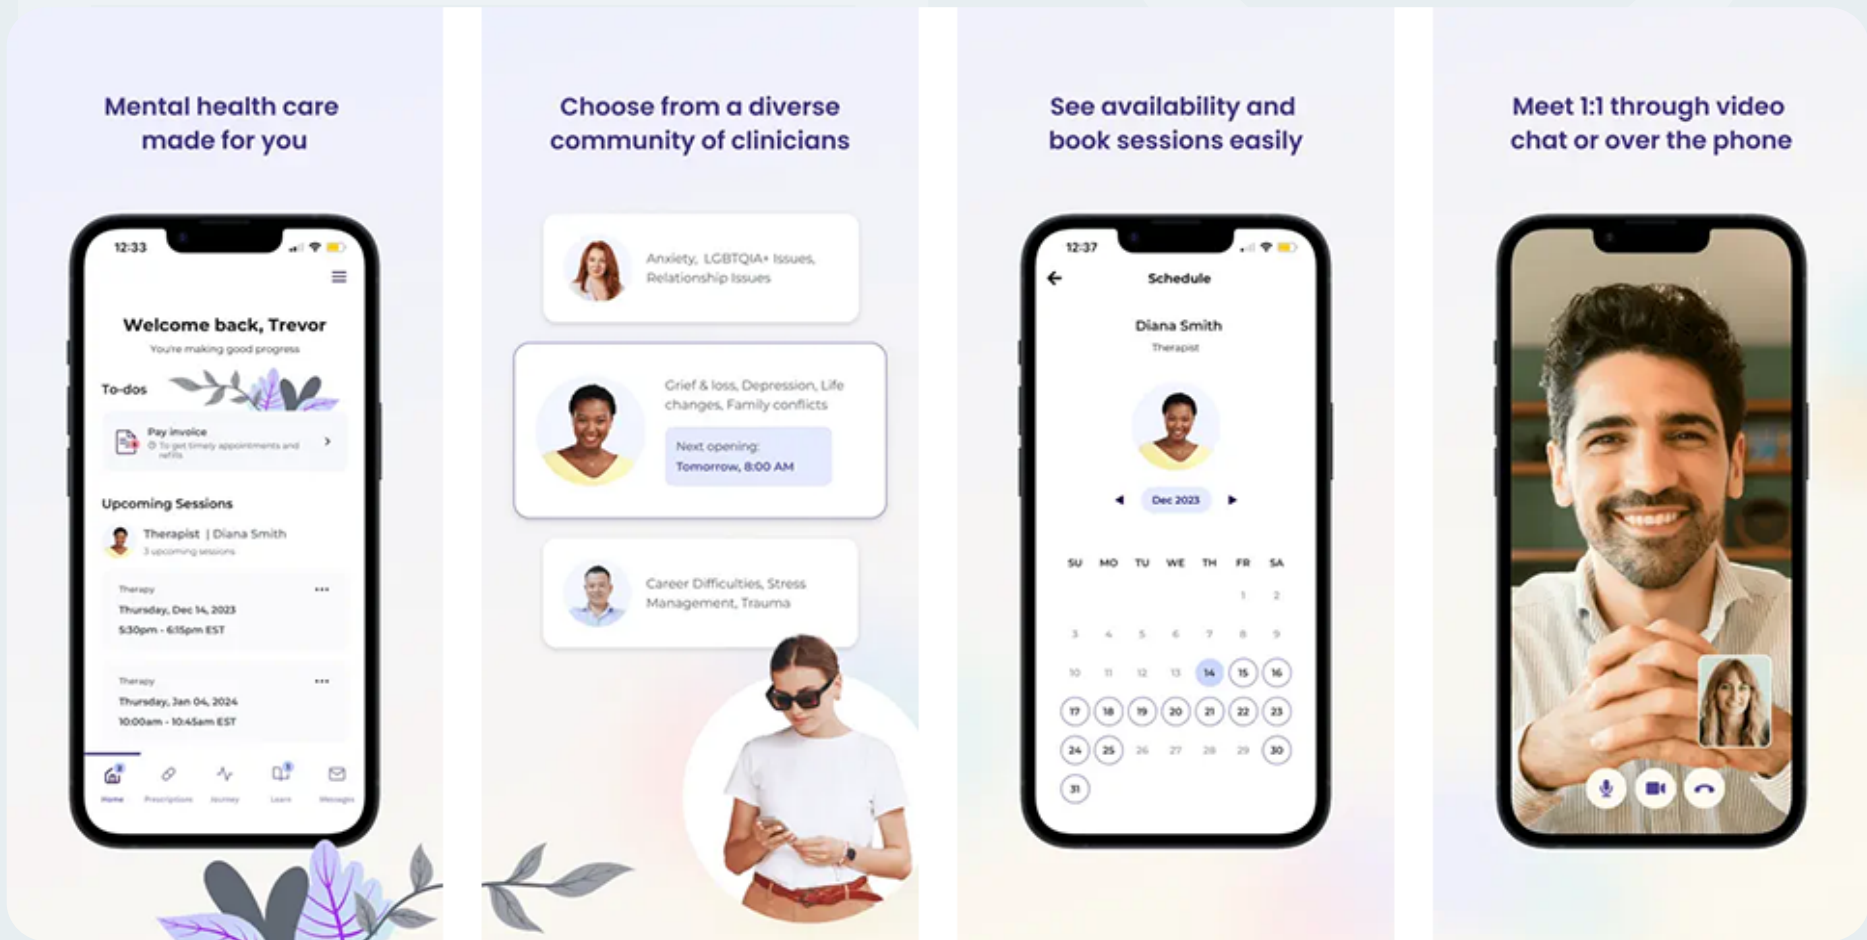 Mental health care
made for you
12:33
Welcome back, Trevor
You're making good progress
To-dos
Pay invoice
To get timely appointments and
refills
Upcoming Sessions
Therapist | Diana Smith
3 upcoming sessions
Therapy
Thursday, Dec 14, 2023
5:30pm - 6:15pm EST
Therapy
Thursday, Jan 04, 2024
10:00am - 10:45am EST
Home Prescriptions Journey Learn Messages
Choose from a diverse
community of clinicians
Anxiety, LGBTQIA+ Issues,
Relationship Issues
Grief & loss, Depression, Life
changes, Family conflicts
Next opening:
Tomorrow, 8:00 AM
Career Difficulties, Stress
Management, Trauma
See availability and
book sessions easily
12:37
Schedule
Diana Smith
Therapist
Dec 2023
SU MO TU WE TH FR SA
1 2
3 4 5 6 7 8 9
10 11 12 13 14 15 16
17 18 19 20 21 22 23
24 25 26 27 28 29 30
31
Meet 1:1 through video
chat or over the phone